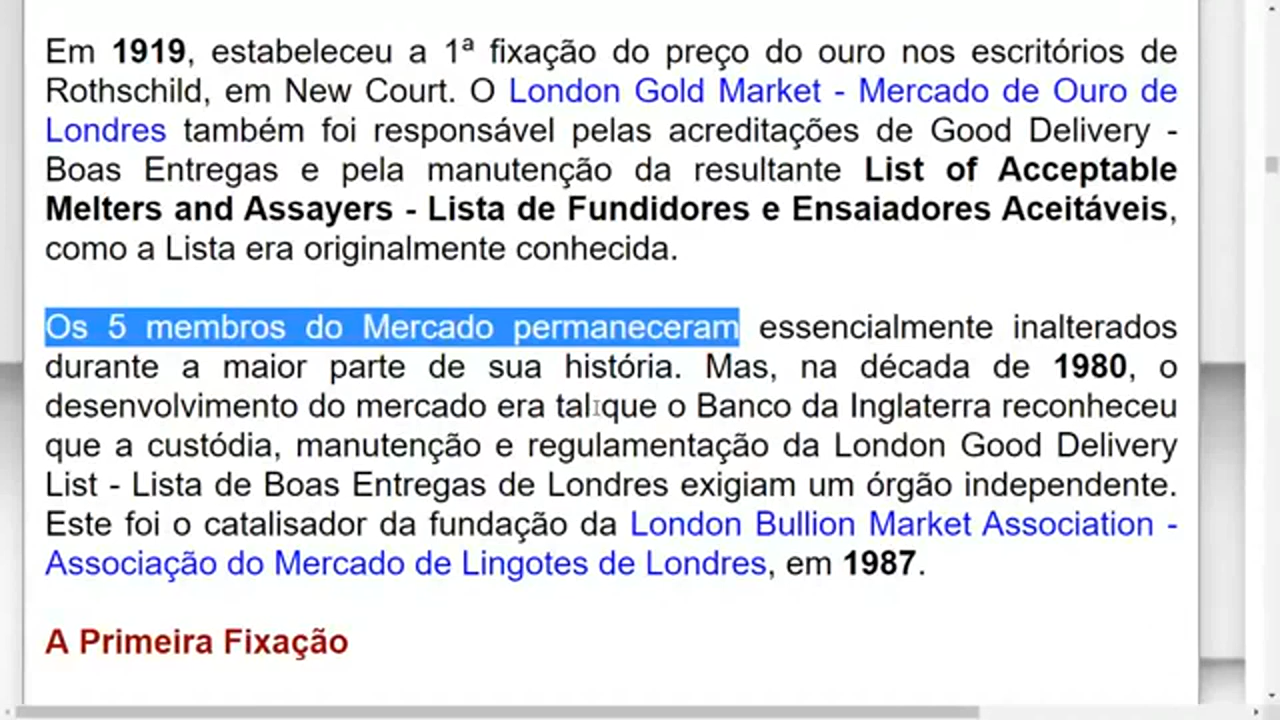 Em 1919, estabeleceu a 1ª fixação do preço do ouro nos escritórios de
Rothschild, em New Court. O London Gold Market - Mercado de Ouro de
Londres também foi responsável pelas acreditações de Good Delivery -
Boas Entregas e pela manutenção da resultante List of Acceptable
Melters and Assayers - Lista de Fundidores e Ensaiadores Aceitáveis,
como a Lista era originalmente conhecida.
Os 5 membros do Mercado permaneceram essencialmente inalterados
durante a maior parte de sua história. Mas, na década de 1980, o
desenvolvimento do mercado era tal que o Banco da Inglaterra reconheceu
que a custódia, manutenção e regulamentação da London Good Delivery
List - Lista de Boas Entregas de Londres exigiam um órgão independente.
Este foi o catalisador da fundação da London Bullion Market Association -
Associação do Mercado de Lingotes de Londres, em 1987.
A Primeira Fixação